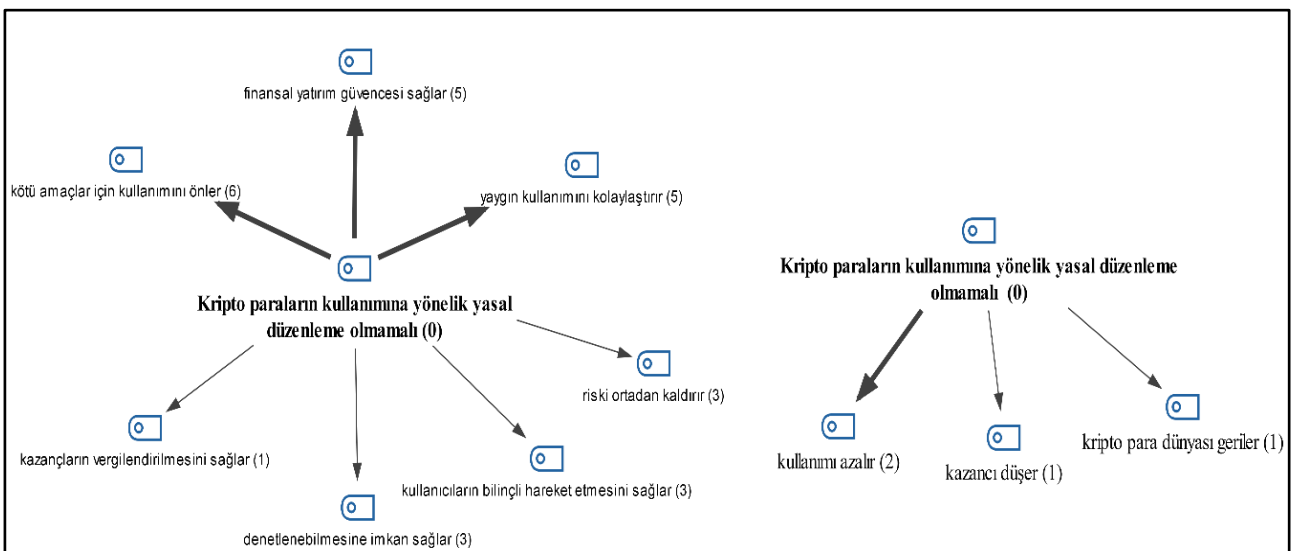 finansal yatırım güvencesi sağlar (5)
kötü amaçlar için kullanımını önler (6)
yaygın kullanımını kolaylaştırır (5)
Kripto paraların kullanımına yönelik yasal
düzenleme olmamalı (0)
riski ortadan kaldırır (3)
kazançların vergilendirilmesini sağlar (1)
kullanıcıların bilinçli hareket etmesini sağlar (3)
denetlenebilmesine imkan sağlar (3)
Kripto paraların kullanımına yönelik yasal düzenleme
olmamalı (0)
kullanımı azalır (2)
kazancı düşer (1)
kripto para dünyası geriler (1)